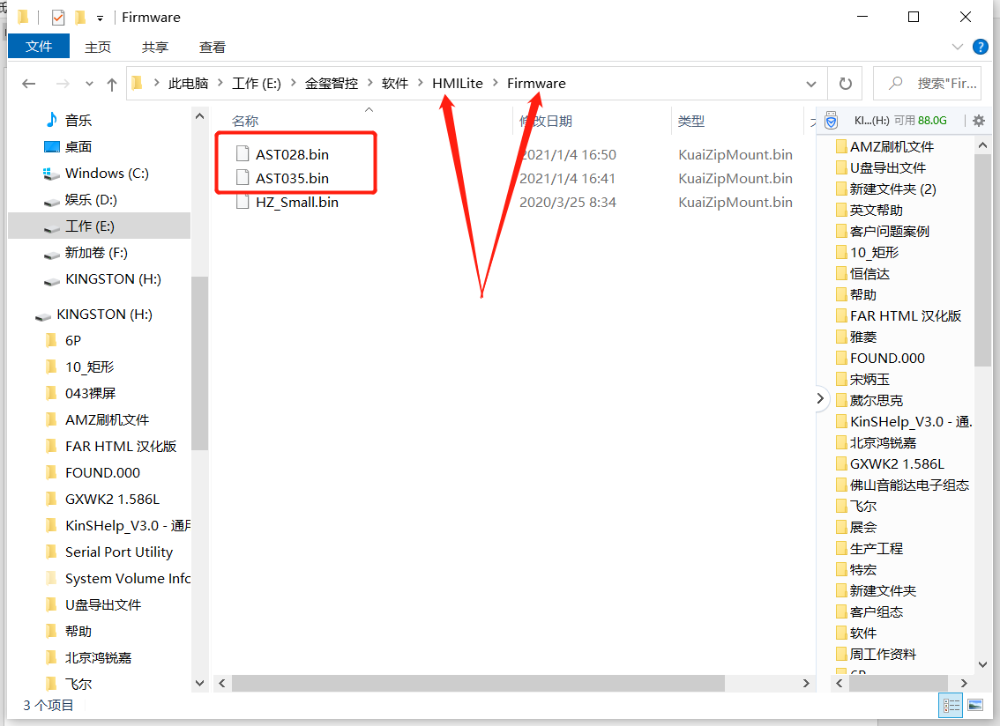 Firmware
文件 主页 共享 查看
此电脑 工作 (E:) 金玺智控 软件 HMILite Firmware 搜索"Fir...
名称 修改日期 类型
AST028.bin 2021/1/4 16:50 KuaiZipMount.bin
AST035.bin 2021/1/4 16:41 KuaiZipMount.bin
HZ_Small.bin 2020/3/25 8:34 KuaiZipMount.bin
音乐
桌面
Windows (C:)
娱乐 (D:)
工作 (E:)
新加卷 (F:)
KINGSTON (H:)
KINGSTON (H:)
6P
10_矩形
043裸屏
AMZ刷机文件
FAR HTML 汉化版
FOUND.000
GXWK2 1.586L
KinSHelp_V3.0 - 通用
Serial Port Utility
System Volume Info
U盘导出文件
帮助
北京鸿锐嘉
飞尔
KI...(H:) 可用 88.0G
AMZ刷机文件
U盘导出文件
新建文件夹 (2)
英文帮助
客户问题案例
10_矩形
恒信达
帮助
FAR HTML 汉化版
雅菱
FOUND.000
宋炳玉
葳尔思克
KinSHelp_V3.0 - 通.
北京鸿锐嘉
GXWK2 1.586L
佛山音能达电子组态
飞尔
展会
生产工程
特宏
新建文件夹
客户组态
软件
周工作资料
6P
3 个项目